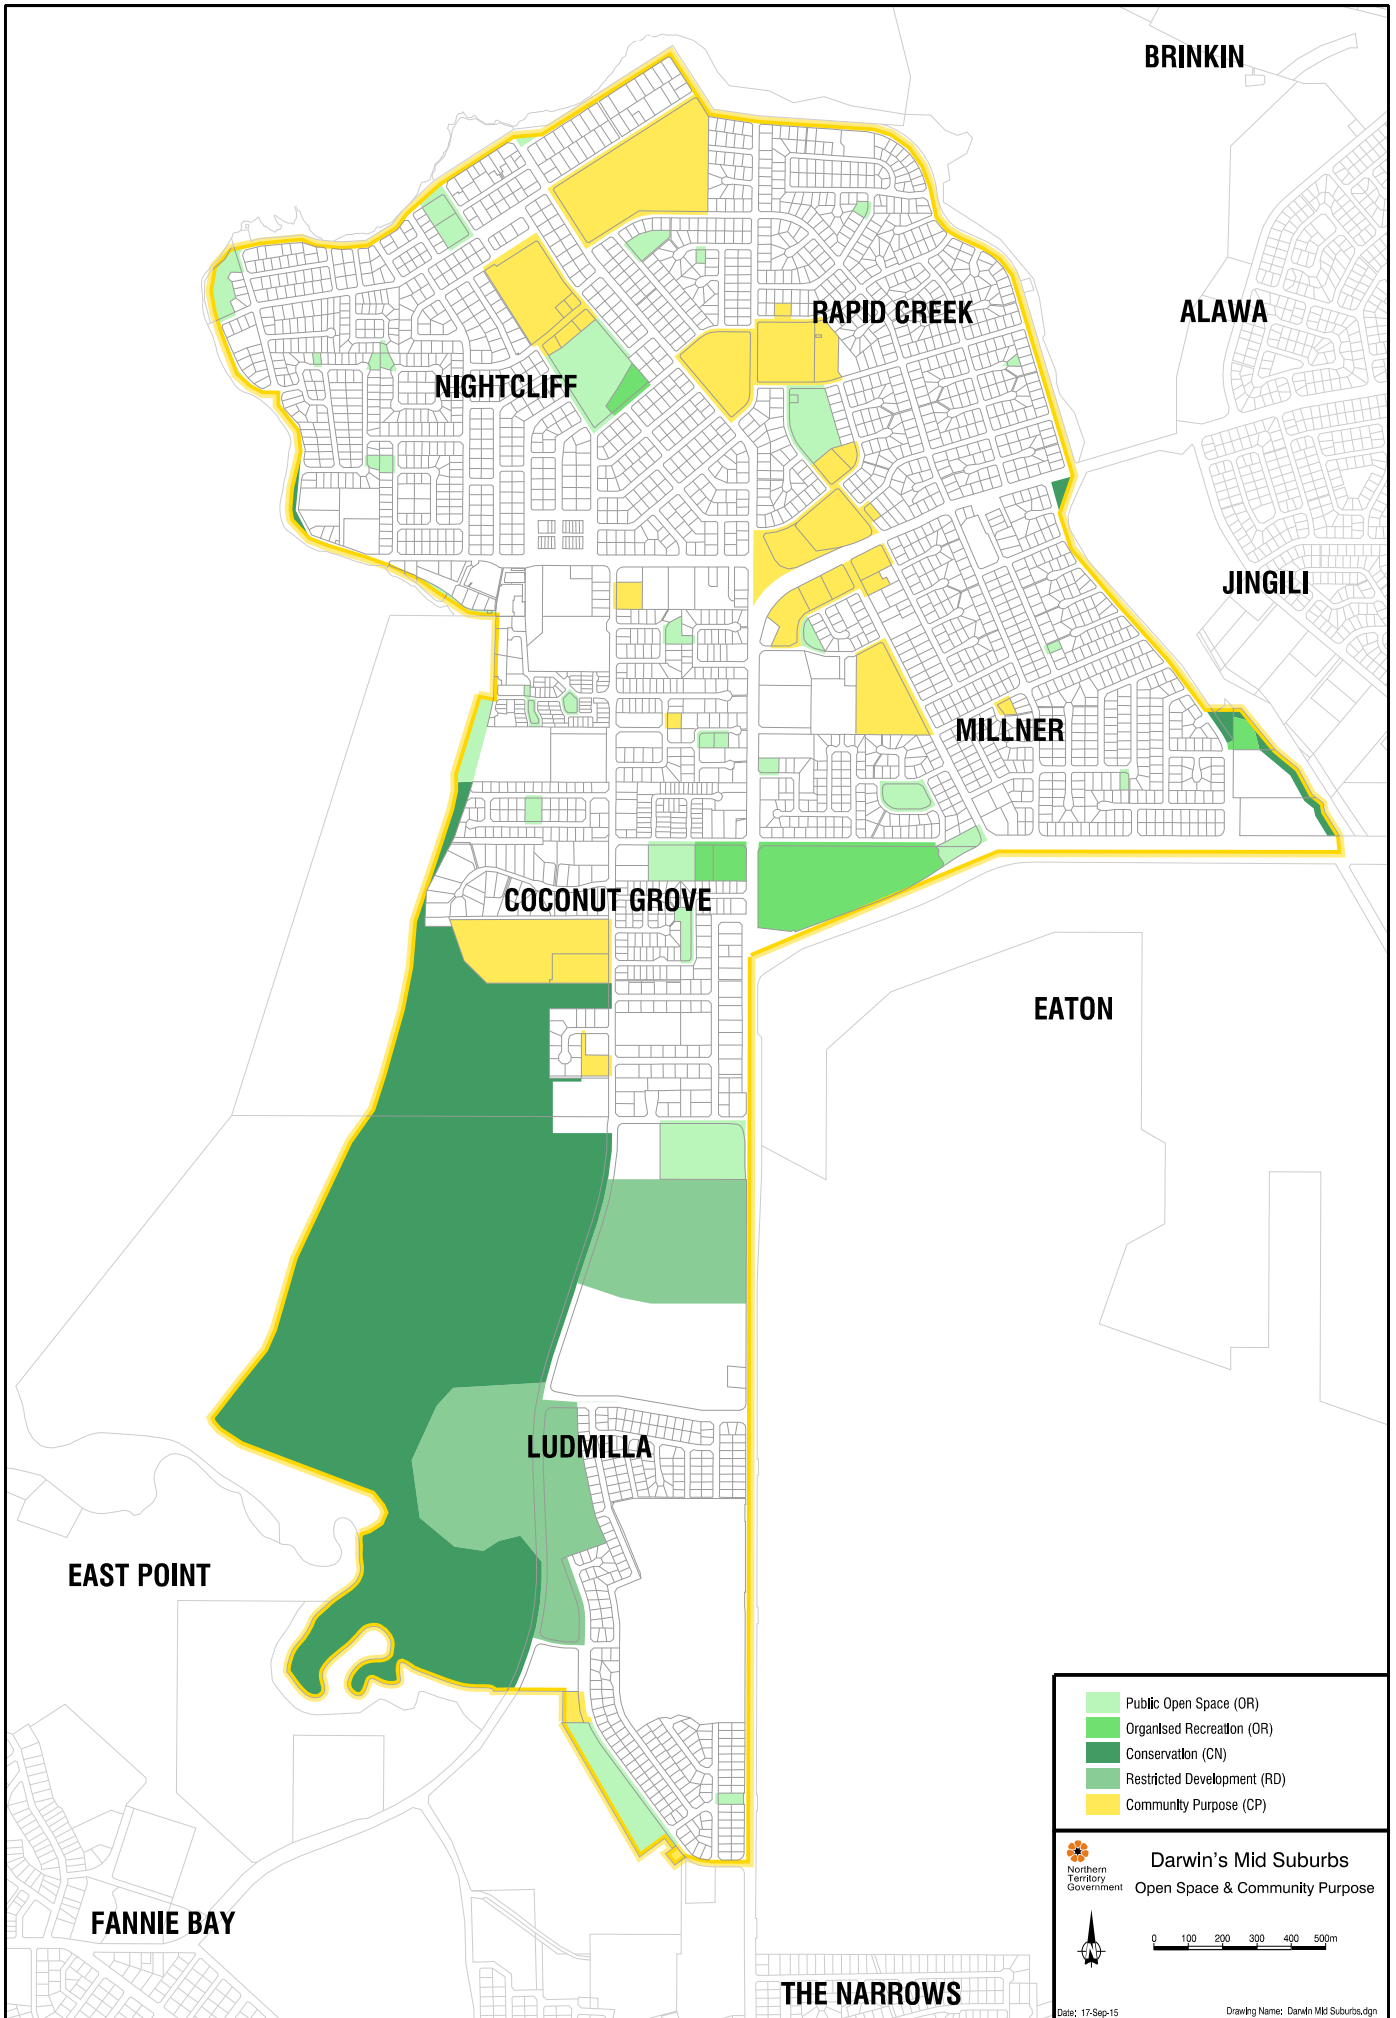 BRINKIN
RAPID CREEK
ALAWA
NIGHTCLIFF
JINGILI
MILLNER
COCONUT GROVE
EATON
LUDMILLA
EAST POINT
FANNIE BAY
THE NARROWS
Public Open Space (OR)
Organised Recreation (OR)
Conservation (CN)
Restricted Development (RD)
Community Purpose (CP)
Northern
Territory
Government
Darwin's Mid Suburbs
Open Space & Community Purpose
N
0 100 200 300 400 500m
Date: 17-Sep-15
Drawing Name: Darwin Mid Suburbs.dgn